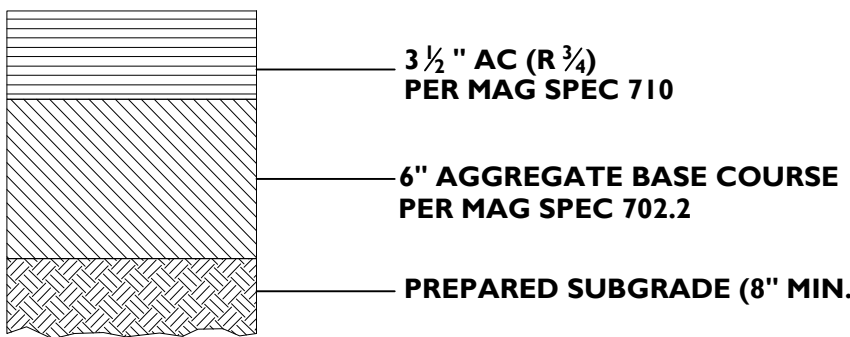 3 ½ " AC (R ¾)
PER MAG SPEC 710
6" AGGREGATE BASE COURSE
PER MAG SPEC 702.2
PREPARED SUBGRADE (8" MIN.